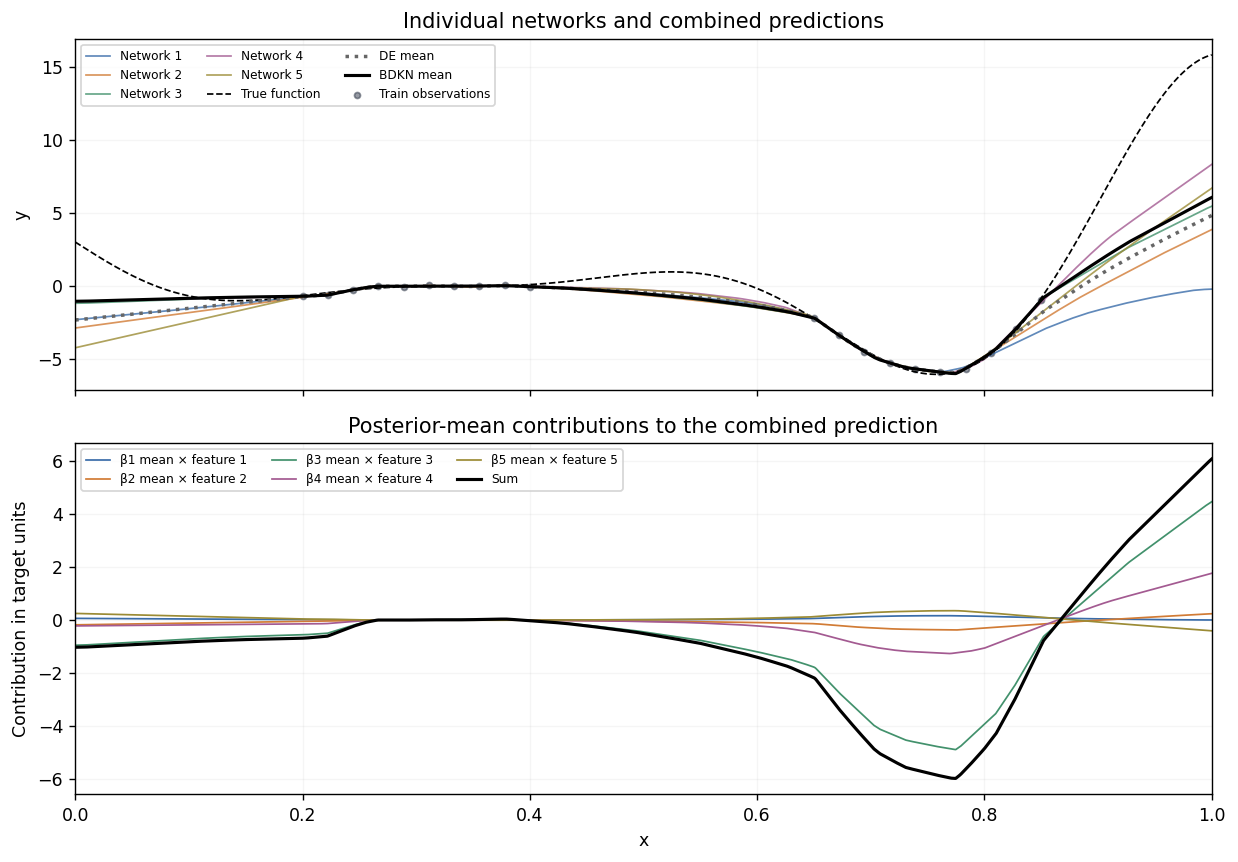 Individual networks and combined predictions
Network 1
Network 2
Network 3
Network 4
Network 5
True function
DE mean
BDKN mean
Train observations
15
10
5
0
−5
y
Posterior-mean contributions to the combined prediction
β1 mean × feature 1
β2 mean × feature 2
β3 mean × feature 3
β4 mean × feature 4
β5 mean × feature 5
Sum
6
4
2
0
−2
−4
−6
Contribution in target units
0.0
0.2
0.4
0.6
0.8
1.0
x